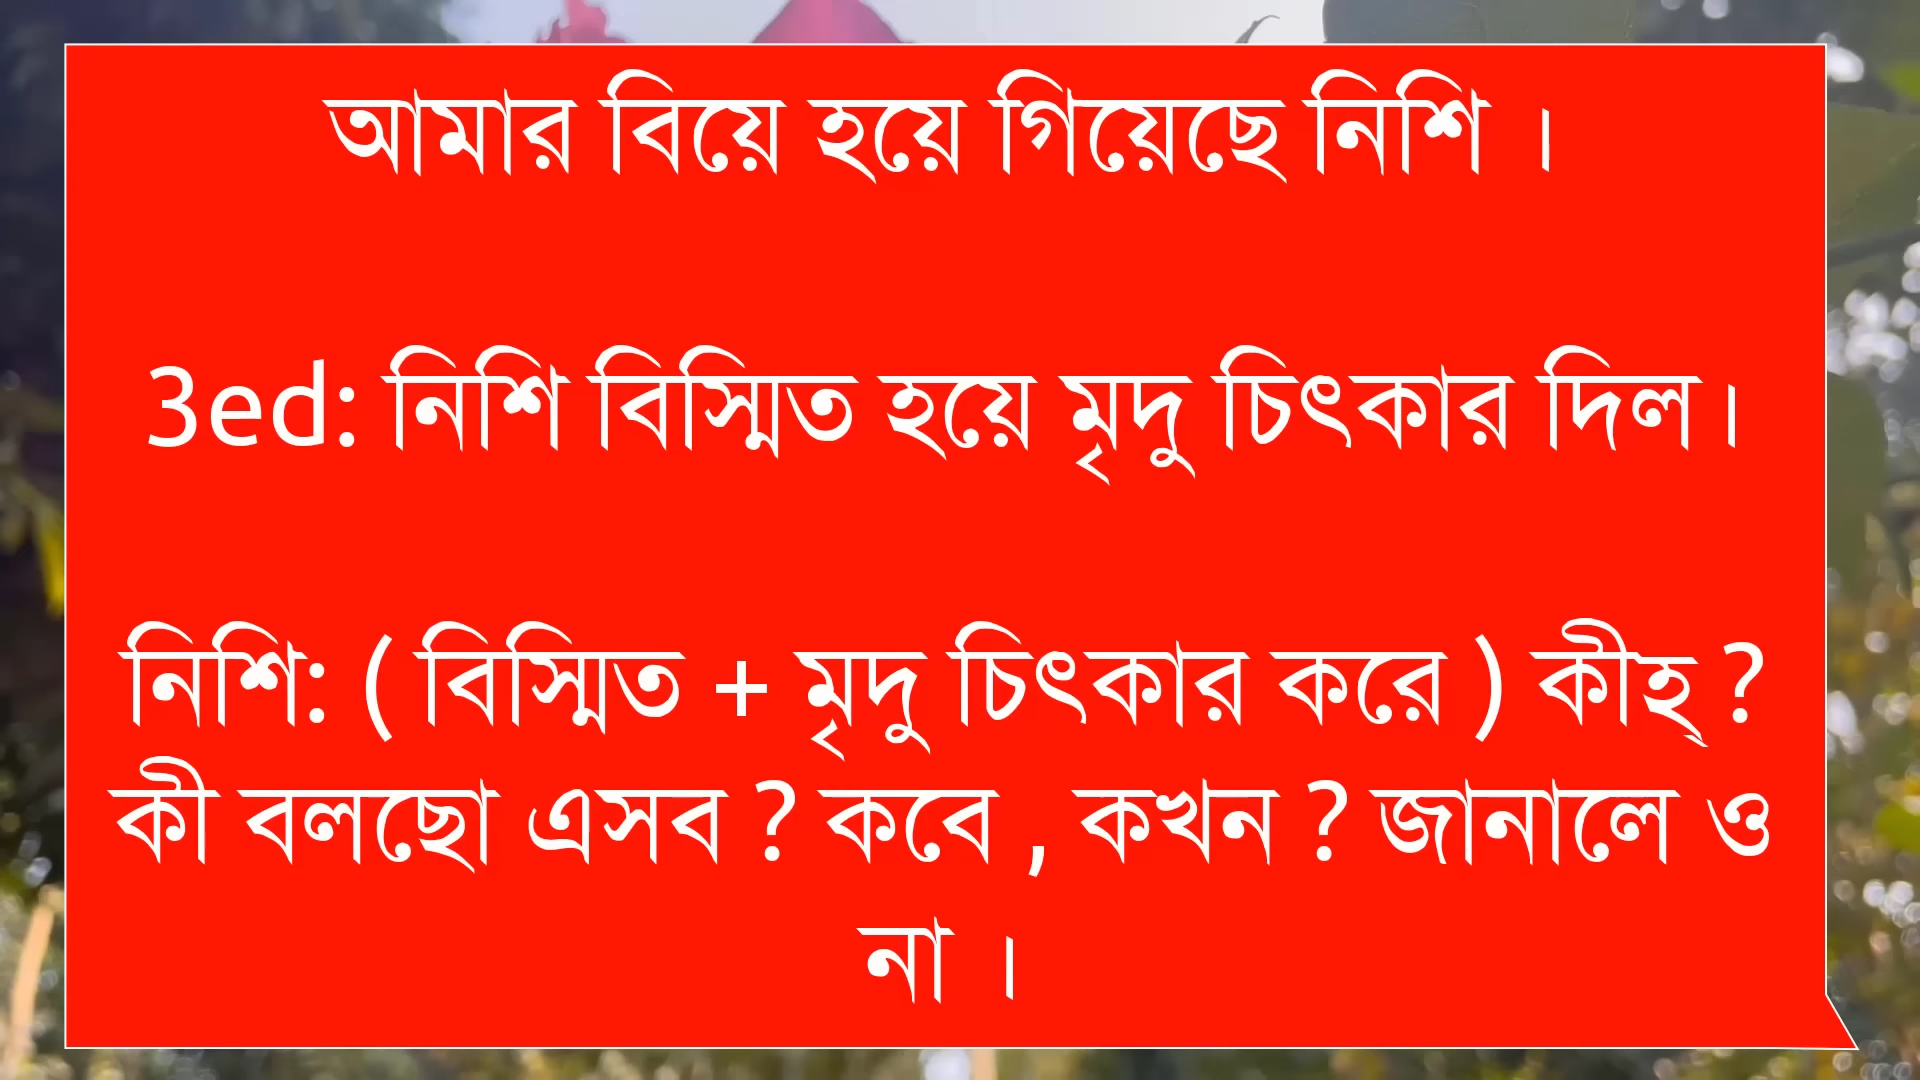 আমার বিয়ে হয়ে গিয়েছে নিশি ।
3ed: নিশি বিস্মিত হয়ে মৃদু চিৎকার দিল।
নিশি: ( বিস্মিত + মৃদু চিৎকার করে ) কীহ্ ?
কী বলছো এসব ? কবে , কখন ? জানালে ও
না ।